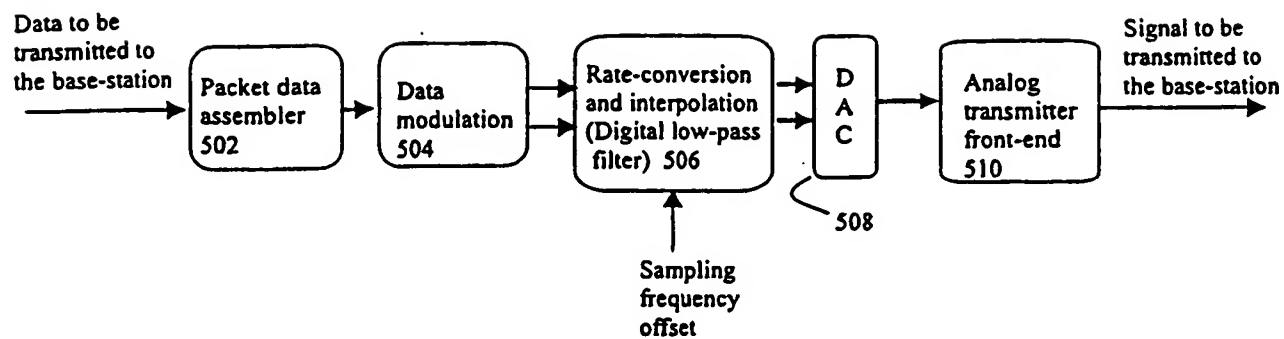 Data to be
transmitted to
the base-station
Packet data
assembler
502
Data
modulation
504
Rate-conversion
and interpolation
(Digital low-pass
filter) 506
D
A
C
508
Analog
transmitter
front-end
510
Signal to be
transmitted to
the base-station
Sampling
frequency
offset